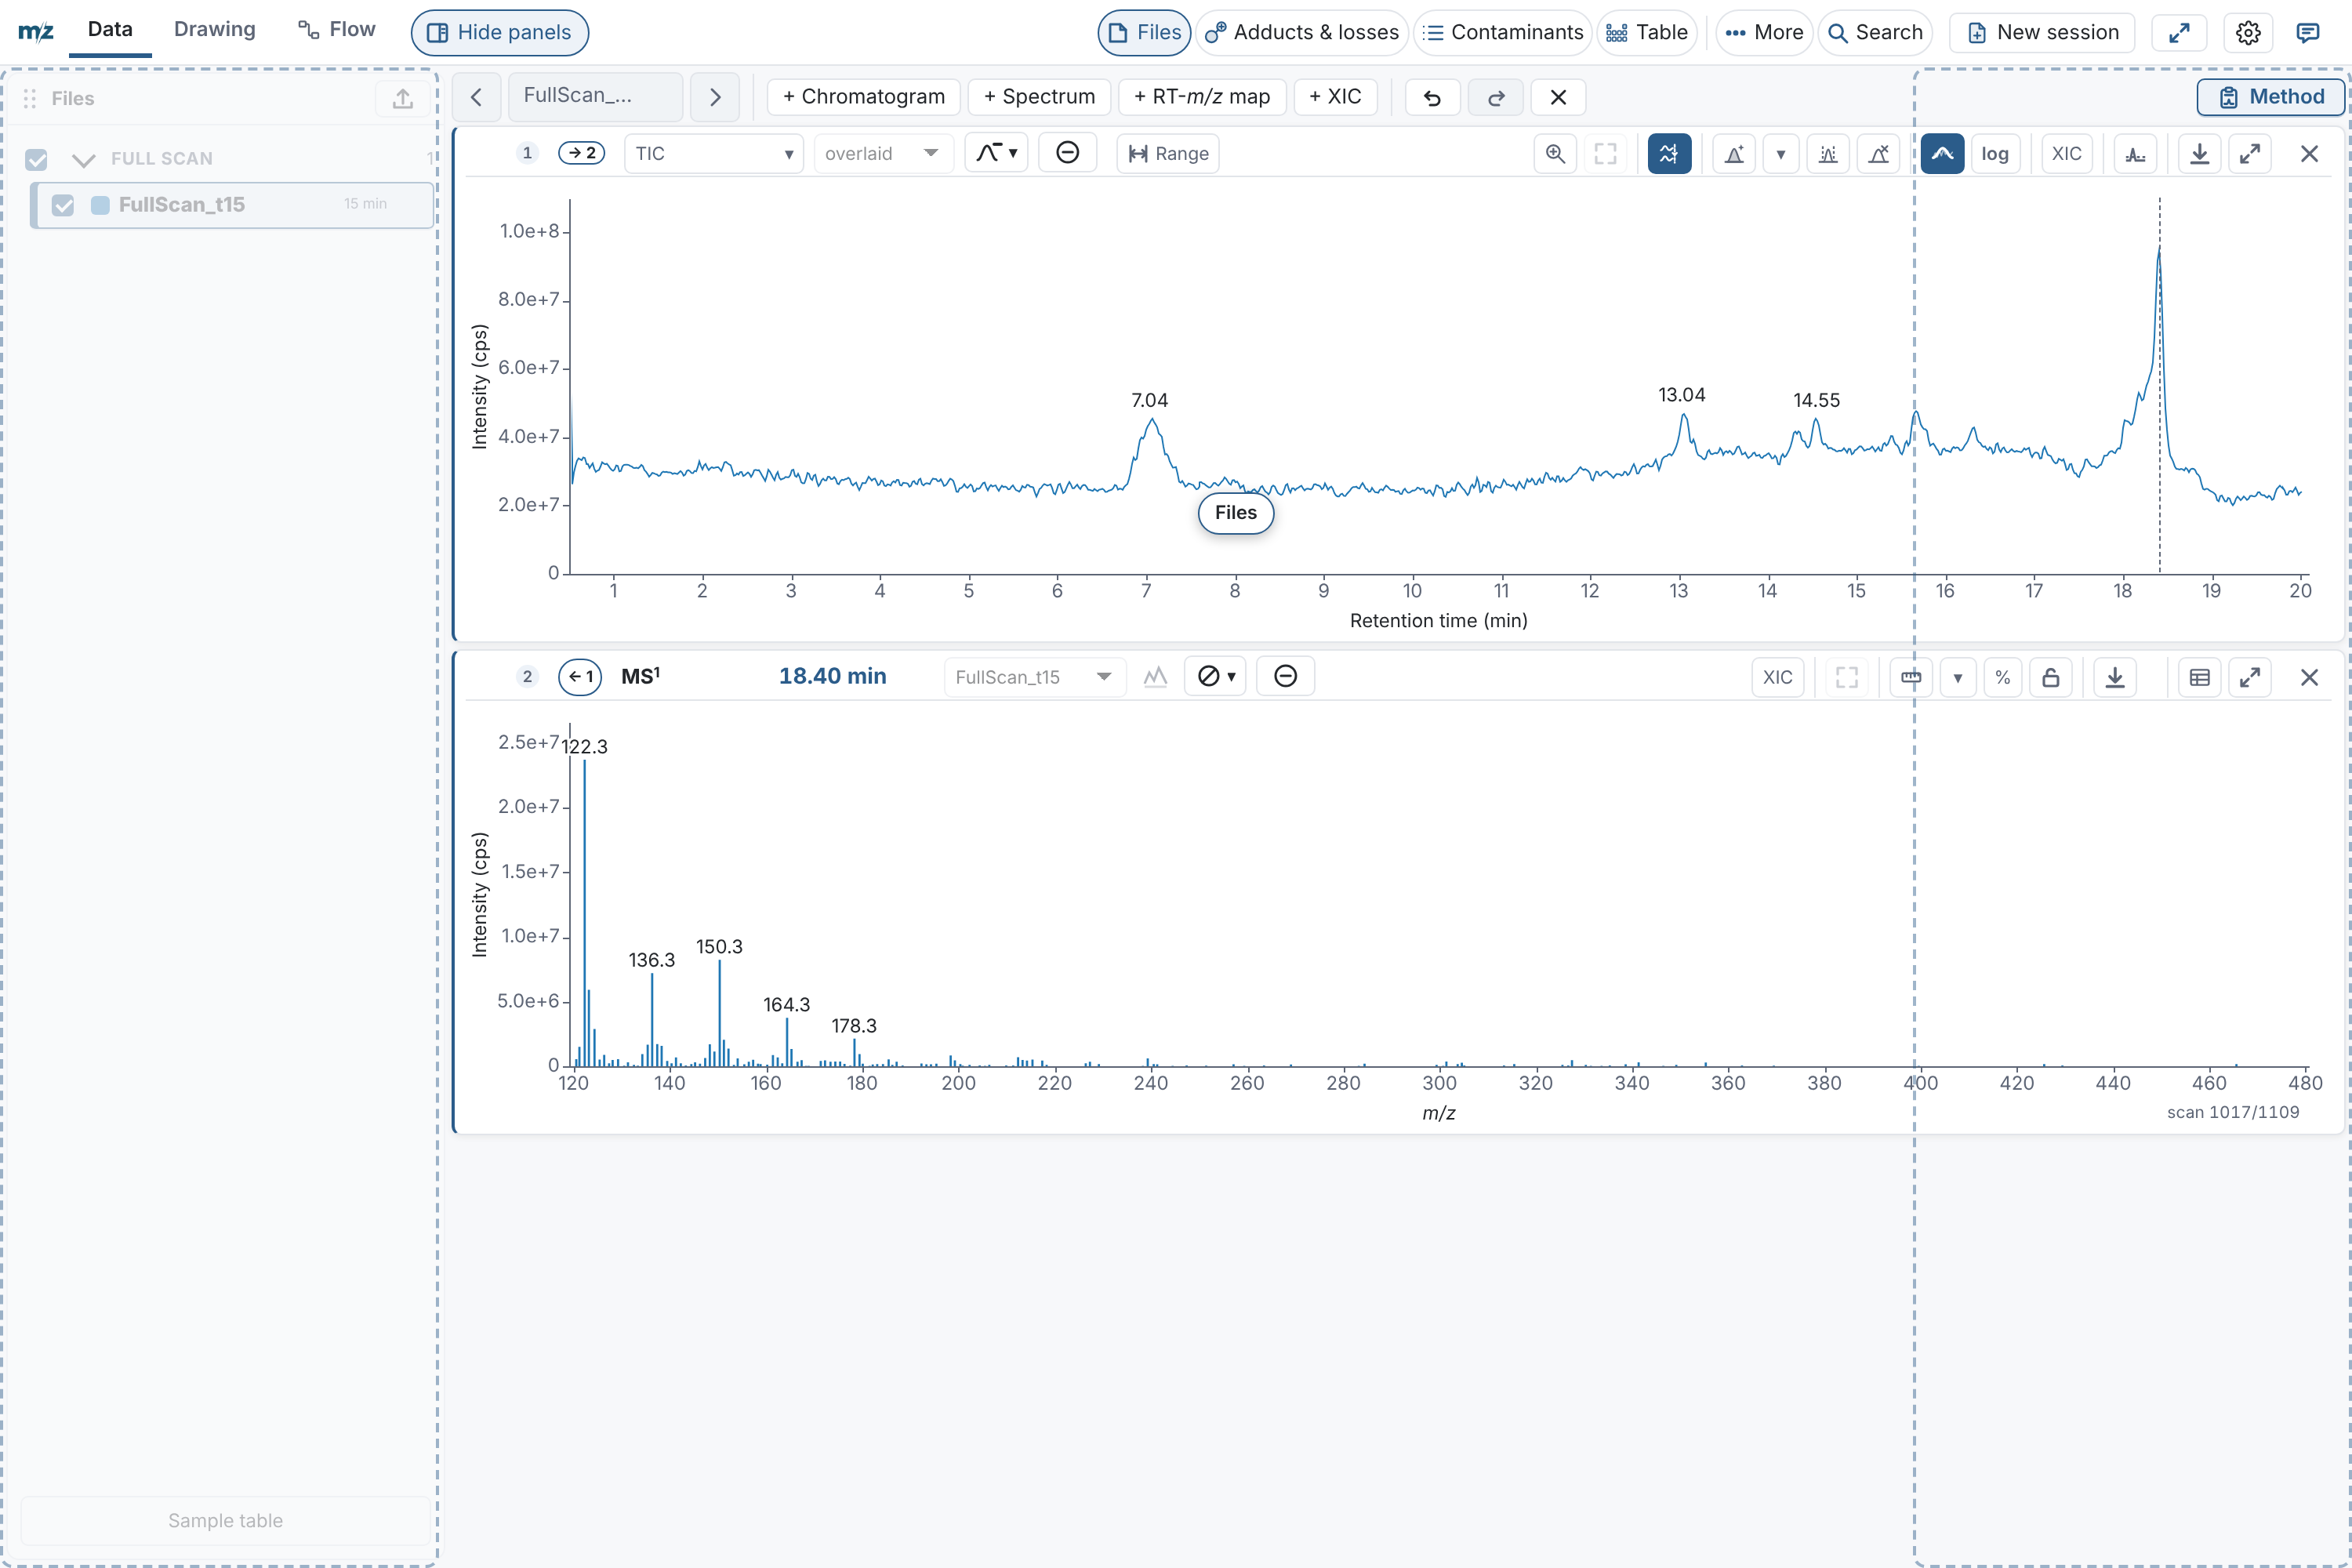 m/z Data Drawing Flow Hide panels Files Adducts & losses Contaminants Table More Search New session
Files
FULL SCAN 1
FullScan_t15 15 min
Sample table
FullScan_... + Chromatogram + Spectrum + RT-m/z map + XIC Method
1 → 2 TIC overlaid Range log XIC
Intensity (cps)
1.0e+8
8.0e+7
6.0e+7
4.0e+7
2.0e+7
0
7.04
13.04
14.55
Files
1 2 3 4 5 6 7 8 9 10 11 12 13 14 15 16 17 18 19 20
Retention time (min)
2 ← 1 MS¹ 18.40 min FullScan_t15 XIC %
Intensity (cps)
2.5e+7
2.0e+7
1.5e+7
1.0e+7
5.0e+6
0
122.3
136.3
150.3
164.3
178.3
120 140 160 180 200 220 240 260 280 300 320 340 360 380 400 420 440 460 480
m/z
scan 1017/1109